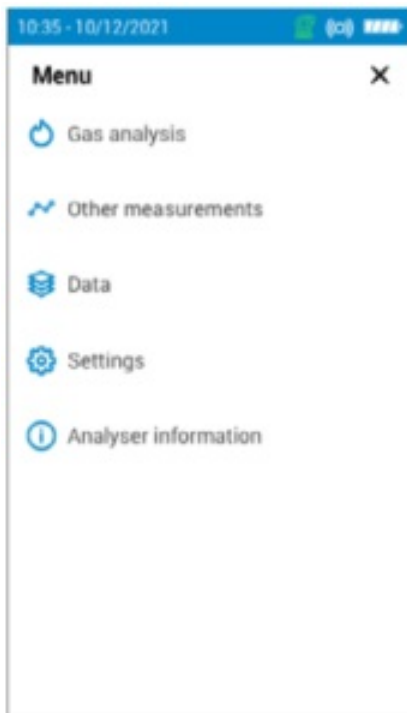 10:35 - 10/12/2021
Menu
Gas analysis
Other measurements
Data
Settings
Analyser information